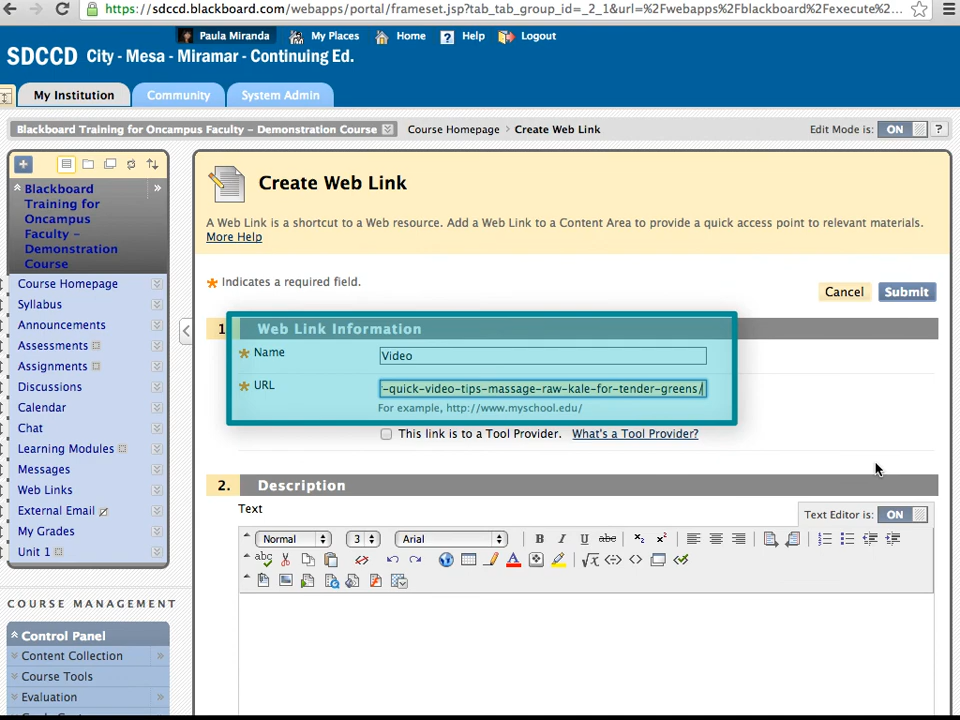 https://sdccd.blackboard.com/webapps/portal/frameset.jsp?tab_tab_group_id=_2_1&url=%2Fwebapps%2Fblackboard%2Fexecute%2...
Paula Miranda My Places Home Help Logout
SDCCD City - Mesa - Miramar - Continuing Ed.
My Institution Community System Admin
Blackboard Training for Oncampus Faculty – Demonstration Course Course Homepage > Create Web Link Edit Mode is: ON ?
Blackboard
Training for
Oncampus
Faculty –
Demonstration
Course
Course Homepage
Syllabus
Announcements
Assessments
Assignments
Discussions
Calendar
Chat
Learning Modules
Messages
Web Links
External Email
My Grades
Unit 1
COURSE MANAGEMENT
Control Panel
Content Collection
Course Tools
Evaluation
Create Web Link
A Web Link is a shortcut to a Web resource. Add a Web Link to a Content Area to provide a quick access point to relevant materials.
More Help
Indicates a required field.
Cancel Submit
1 Web Link Information
Name Video
URL -quick-video-tips-massage-raw-kale-for-tender-greens/
For example, http://www.myschool.edu/
This link is to a Tool Provider. What's a Tool Provider?
2. Description
Text
Text Editor is: ON
Normal 3 Arial B I U abc
abc